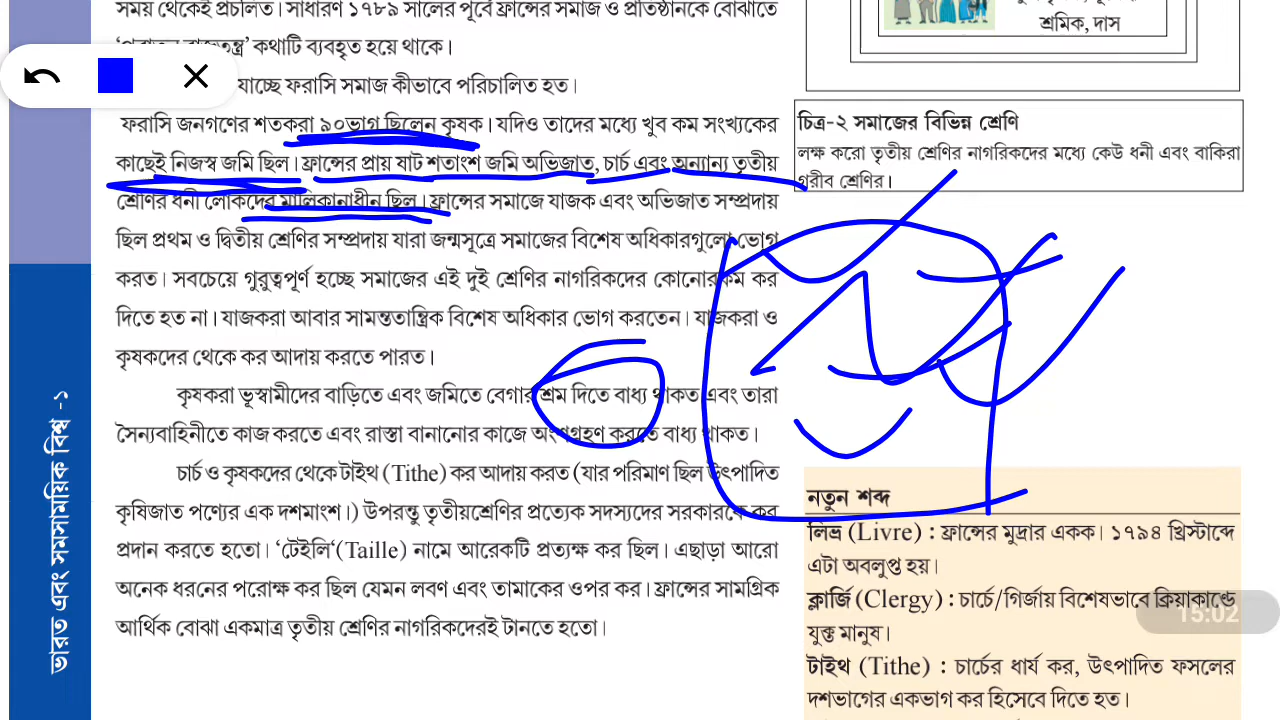 সময় থেকেই প্রচলিত। সাধারণ ১৭৮৯ সালের পূর্বে ফ্রান্সের সমাজ ও প্রতিষ্ঠানকে বোঝাতে
কথাটি ব্যবহৃত হয়ে থাকে।
যাচ্ছে ফরাসি সমাজ কীভাবে পরিচালিত হত।
ফরাসি জনগণের শতকরা ৯০ভাগ ছিলেন কৃষক। যদিও তাদের মধ্যে খুব কম সংখ্যকের
কাছেই নিজস্ব জমি ছিল। ফ্রান্সের প্রায় ষাট শতাংশ জমি অভিজাত, চার্চ এবং অন্যান্য তৃতীয়
শ্রেণির ধনী লোকদের মালিকানাধীন ছিল। ফ্রান্সের সমাজে যাজক এবং অভিজাত সম্প্রদায়
ছিল প্রথম ও দ্বিতীয় শ্রেণির সম্প্রদায় যারা জন্মসূত্রে সমাজের বিশেষ অধিকারগুলো ভোগ
করত। সবচেয়ে গুরুত্বপূর্ণ হচ্ছে সমাজের এই দুই শ্রেণির নাগরিকদের কোনোরকম কর
দিতে হত না। যাজকরা আবার সামন্ততান্ত্রিক বিশেষ অধিকার ভোগ করতেন। যাজকরা ও
কৃষকদের থেকে কর আদায় করতে পারত।
কৃষকরা ভূস্বামীদের বাড়িতে এবং জমিতে বেগার শ্রম দিতে বাধ্য থাকত এবং তারা
সৈন্যবাহিনীতে কাজ করতে এবং রাস্তা বানানোর কাজে অংশগ্রহণ করতে বাধ্য থাকত।
চার্চ ও কৃষকদের থেকে টাইথ (Tithe) কর আদায় করত (যার পরিমাণ ছিল উৎপাদিত
কৃষিজাত পণ্যের এক দশমাংশ।) উপরন্তু তৃতীয়শ্রেণির প্রত্যেক সদস্যদের সরকারকে কর
প্রদান করতে হতো। ‘টেইলি‘(Taille) নামে আরেকটি প্রত্যক্ষ কর ছিল। এছাড়া আরো
অনেক ধরনের পরোক্ষ কর ছিল যেমন লবণ এবং তামাকের ওপর কর। ফ্রান্সের সামগ্রিক
আর্থিক বোঝা একমাত্র তৃতীয় শ্রেণির নাগরিকদেরই টানতে হতো।
শ্রমিক, দাস
চিত্র-২ সমাজের বিভিন্ন শ্রেণি
লক্ষ করো তৃতীয় শ্রেণির নাগরিকদের মধ্যে কেউ ধনী এবং বাকিরা
গরীব শ্রেণির।
নতুন শব্দ
লিভ্র (Livre) : ফ্রান্সের মুদ্রার একক। ১৭৯৪ খ্রিস্টাব্দে
এটা অবলুপ্ত হয়।
ক্লার্জি (Clergy) : চার্চে/গির্জায় বিশেষভাবে ক্রিয়াকাণ্ডে
যুক্ত মানুষ।
টাইথ (Tithe) : চার্চের ধার্য কর, উৎপাদিত ফসলের
দশভাগের একভাগ কর হিসেবে দিতে হত।
ভারত এবং সমসাময়িক বিশ্ব -১
15:02